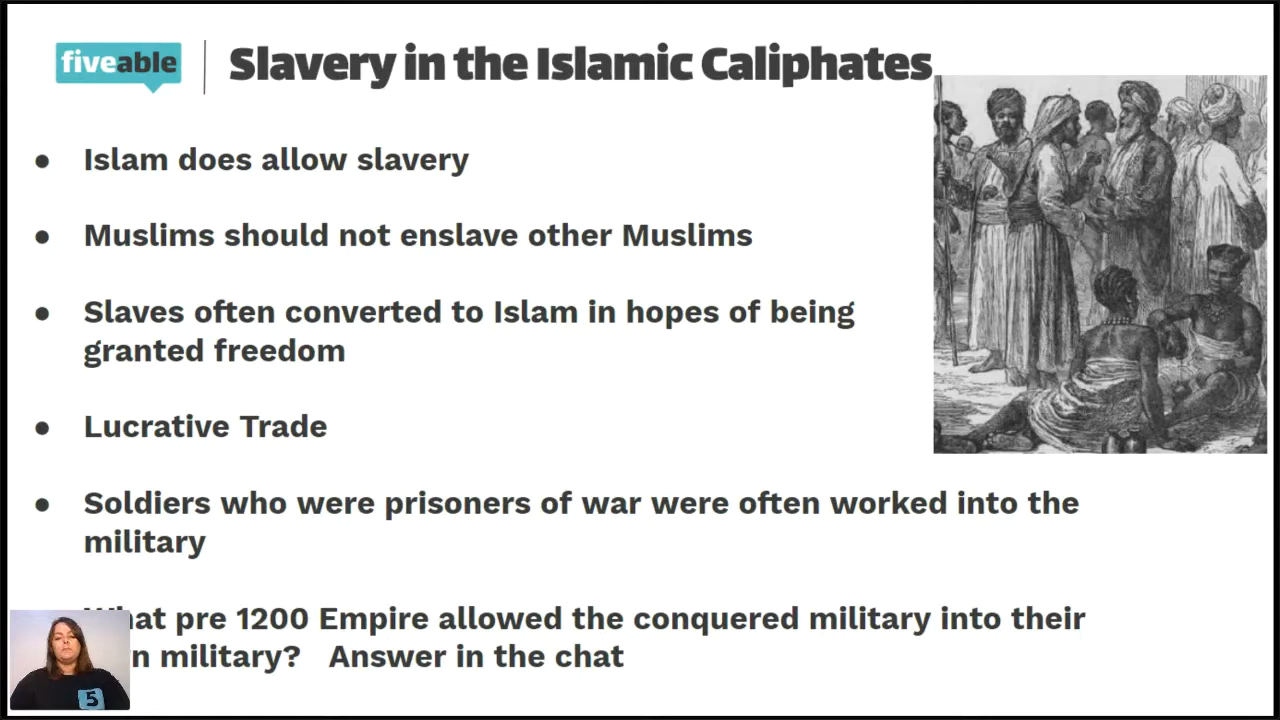 fiveable
Slavery in the Islamic Caliphates
● Islam does allow slavery
● Muslims should not enslave other Muslims
● Slaves often converted to Islam in hopes of being
granted freedom
● Lucrative Trade
● Soldiers who were prisoners of war were often worked into the
military
pre 1200 Empire allowed the conquered military into their
military? Answer in the chat
5